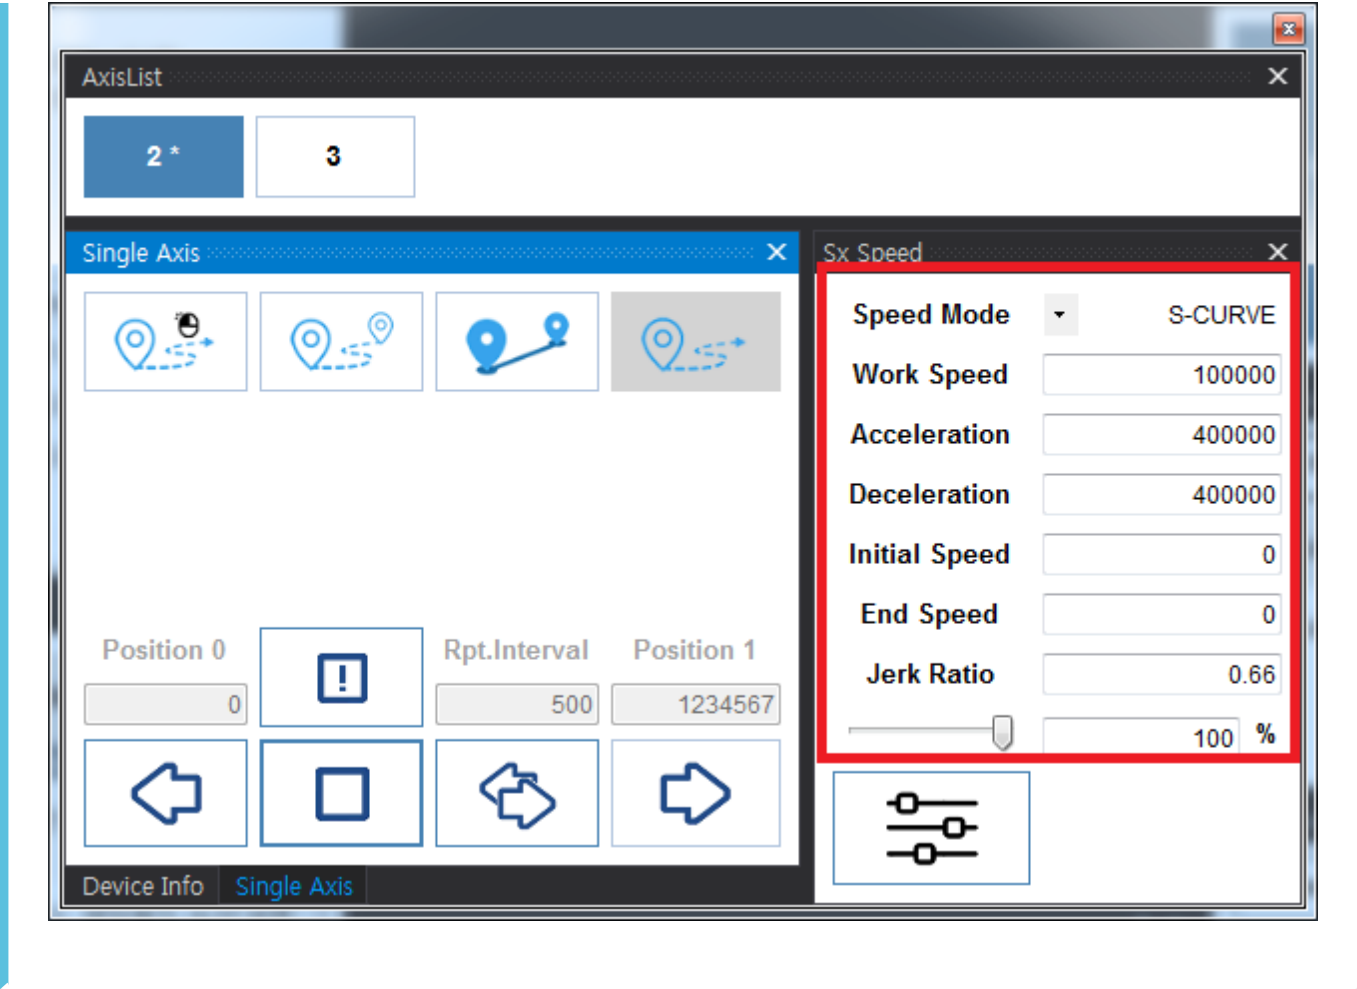 AxisList
2 *
3
Single Axis
Sx Speed
Speed Mode
S-CURVE
Work Speed
100000
Acceleration
400000
Deceleration
400000
Initial Speed
0
End Speed
0
Jerk Ratio
0.66
100 %
Position 0
Rpt.Interval
Position 1
0
500
1234567
Device Info
Single Axis